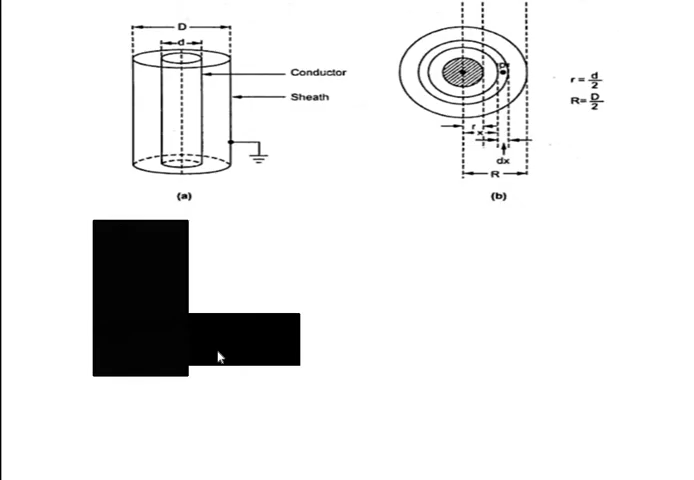 D
d
Conductor
Sheath
(a)
P
r = d/2
R= D/2
r
x
dx
R
(b)